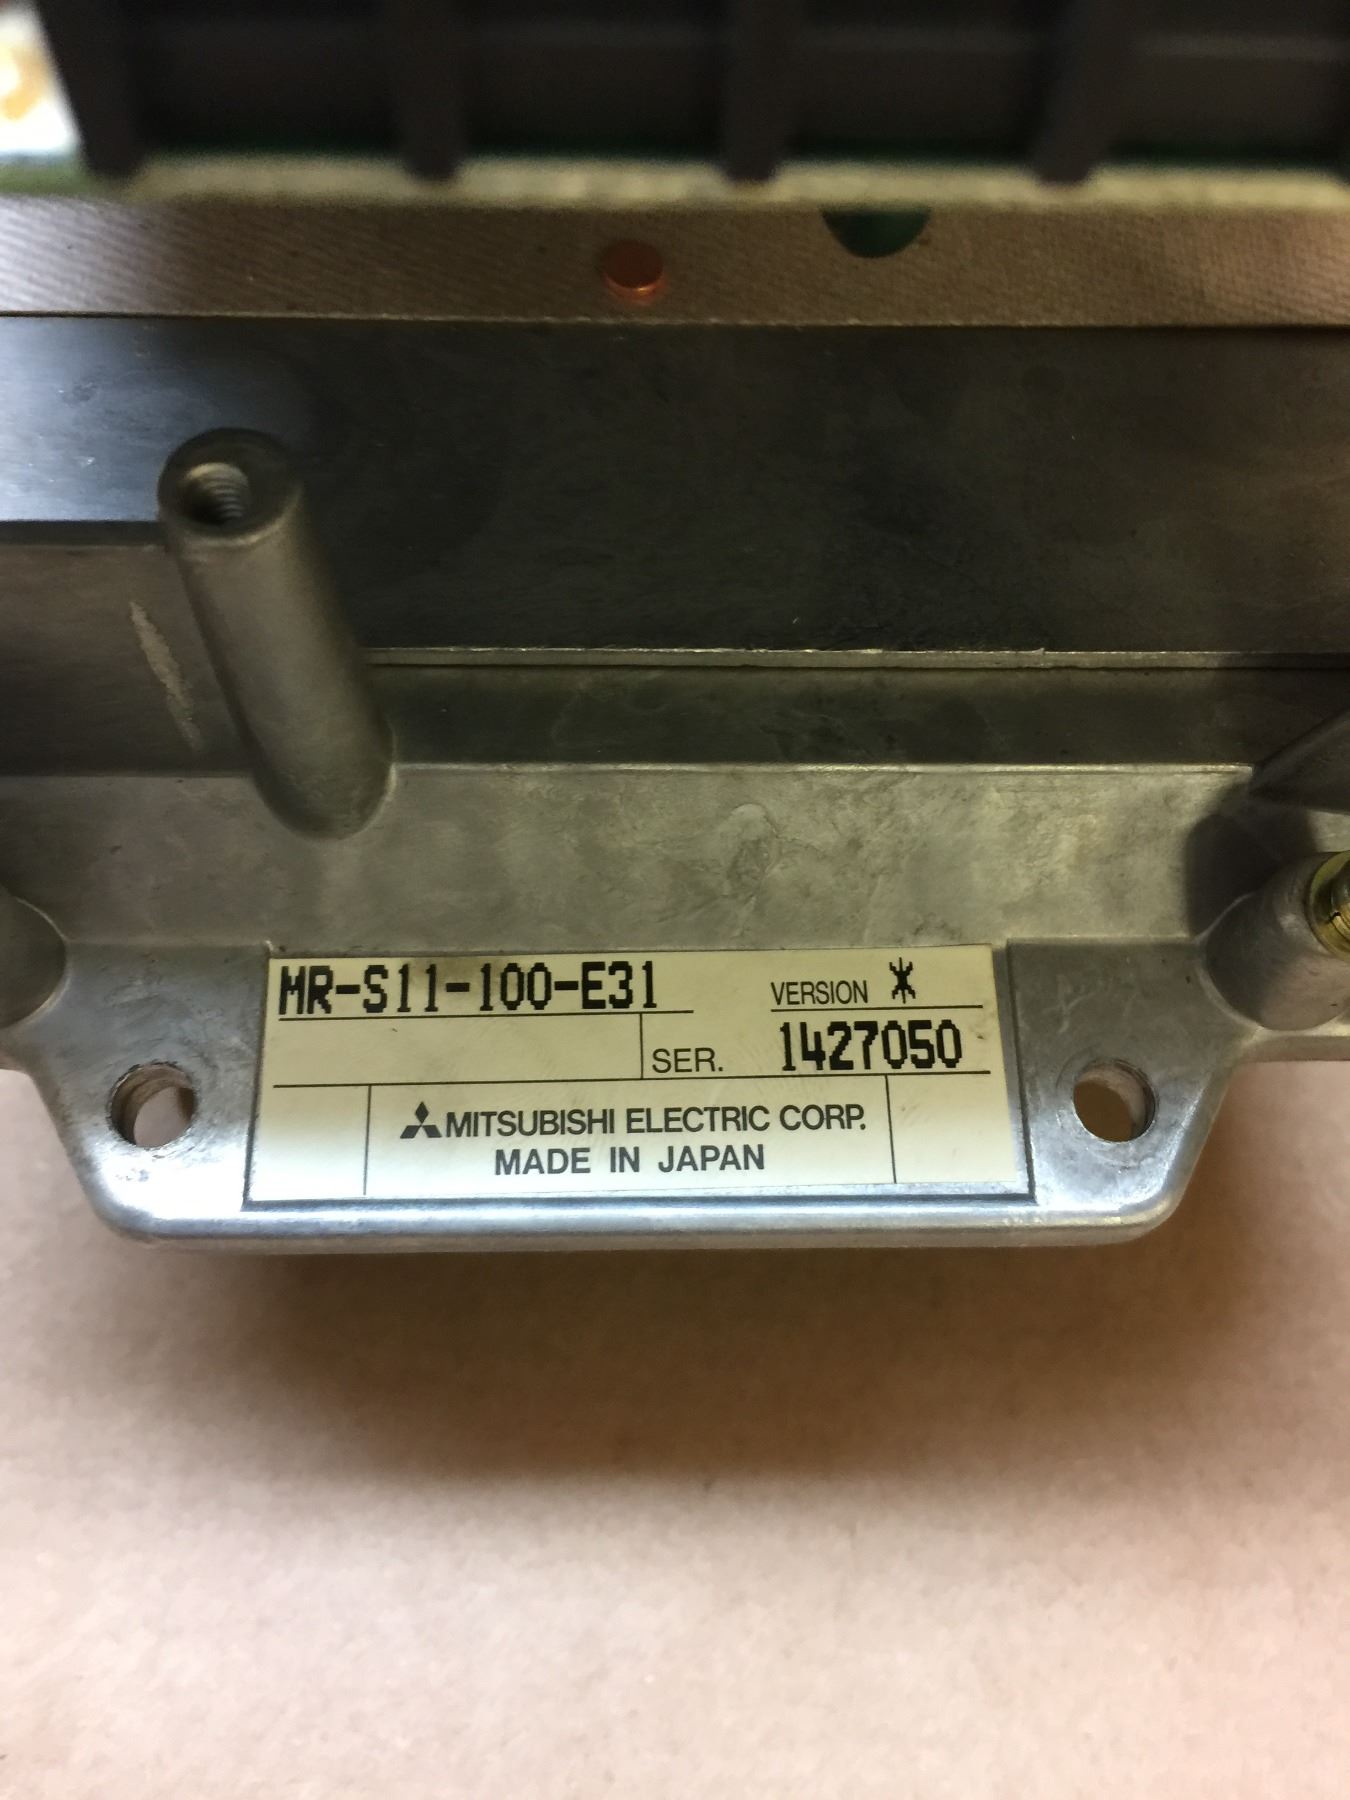 MR-S11-100-E31 VERSION *
SER. 1427050
MITSUBISHI ELECTRIC CORP.
MADE IN JAPAN